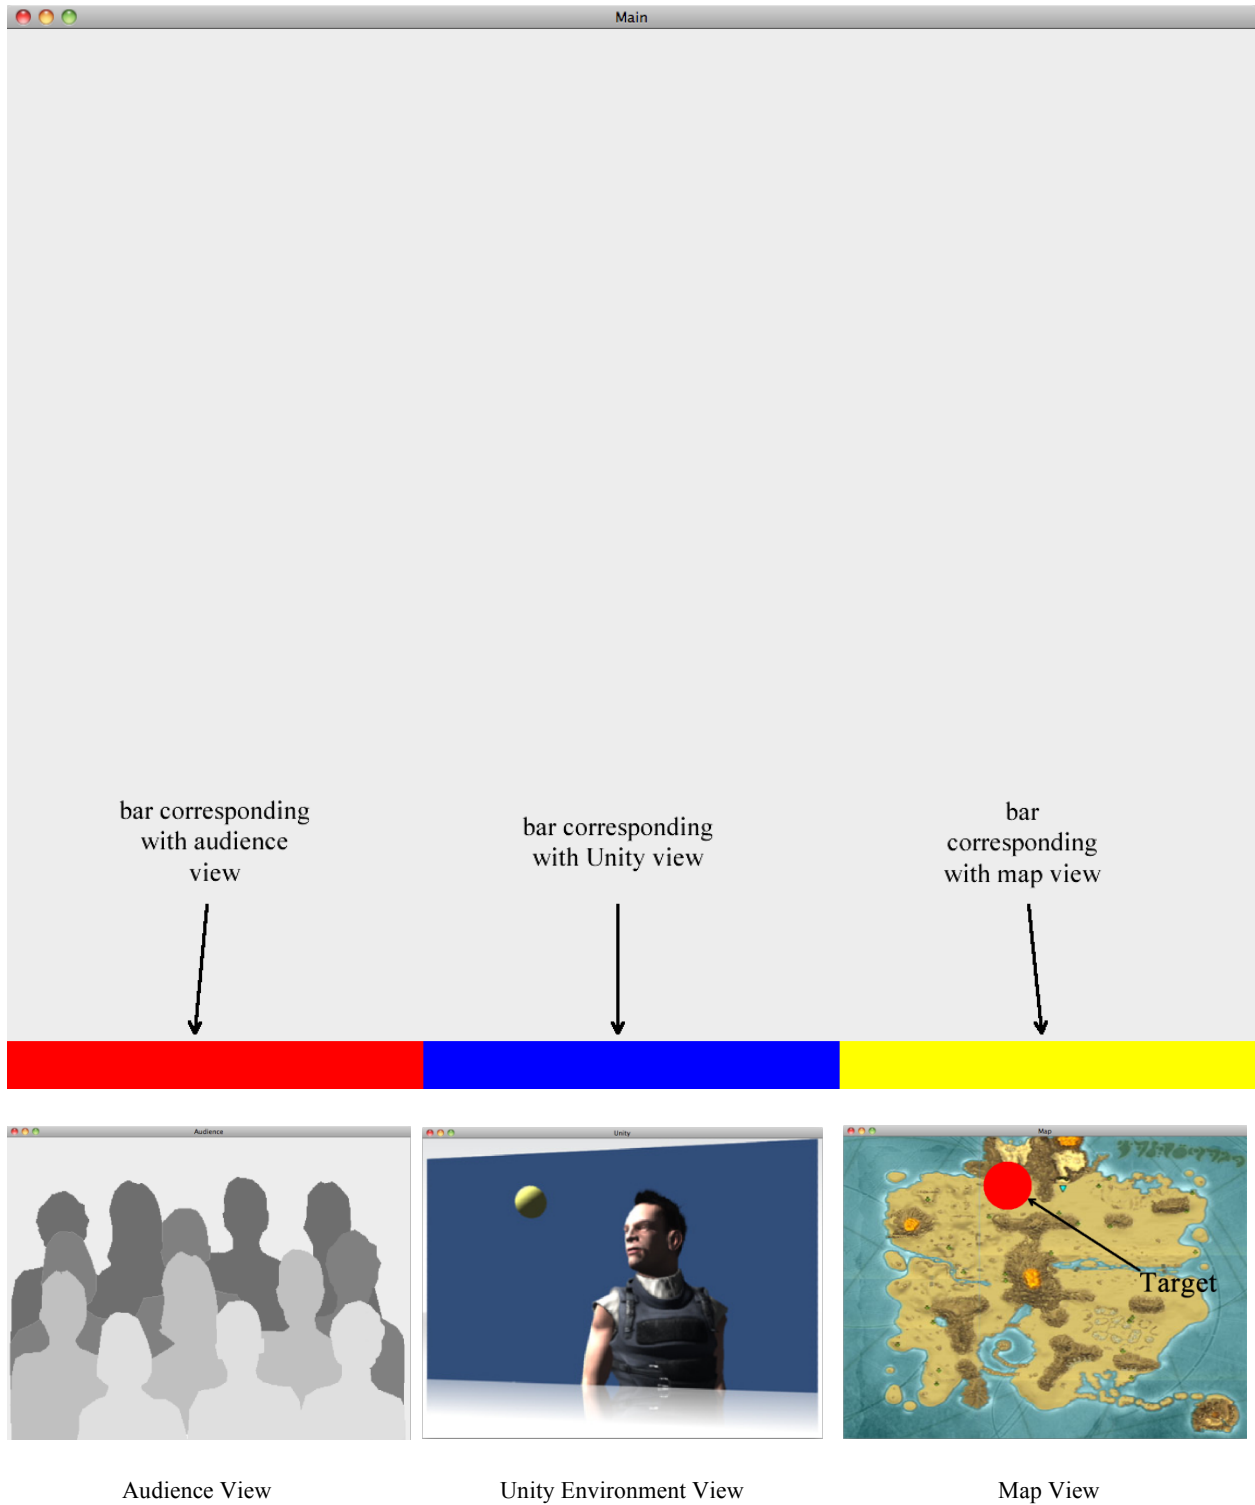 Main
bar corresponding
with audience
view
bar corresponding
with Unity view
bar
corresponding
with map view
Audience
Unity
Map
Target
Audience View
Unity Environment View
Map View